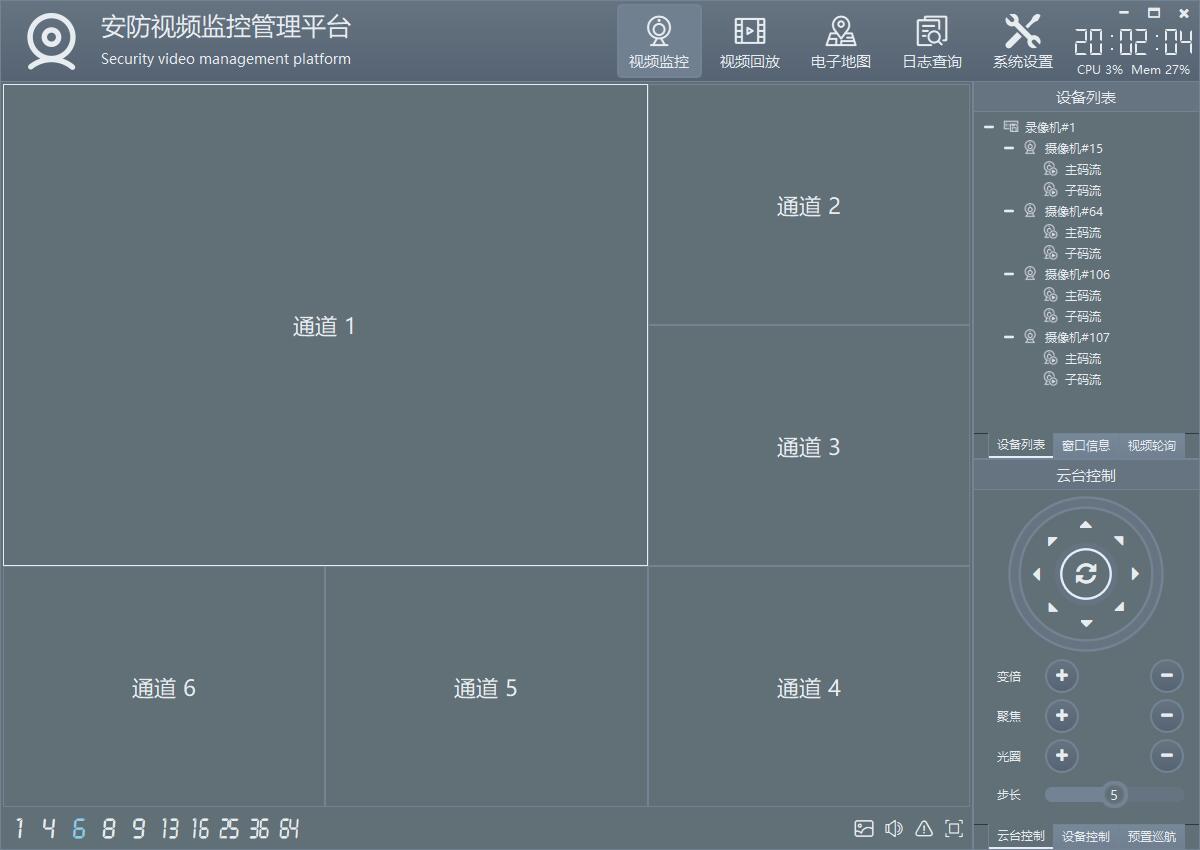 安防视频监控管理平台
Security video management platform
视频监控
视频回放
电子地图
日志查询
系统设置
20:02:04
CPU 3% Mem 27%
通道 1
通道 2
通道 3
通道 6
通道 5
通道 4
1 4 6 8 9 13 16 25 36 64
设备列表
录像机#1
摄像机#15
主码流
子码流
摄像机#64
主码流
子码流
摄像机#106
主码流
子码流
摄像机#107
主码流
子码流
设备列表 窗口信息 视频轮询
云台控制
变倍
聚焦
光圈
步长 5
云台控制 设备控制 预置巡航